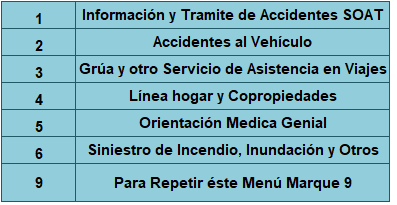 1 Información y Tramite de Accidentes SOAT
2 Accidentes al Vehículo
3 Grúa y otro Servicio de Asistencia en Viajes
4 Línea hogar y Copropiedades
5 Orientación Medica Genial
6 Siniestro de Incendio, Inundación y Otros
9 Para Repetir éste Menú Marque 9